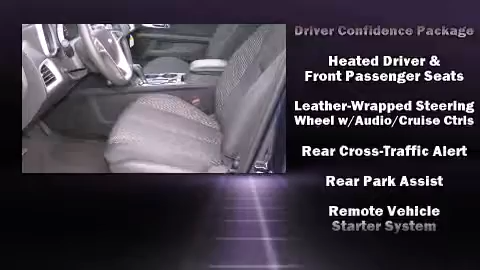 Driver Confidence Package
Heated Driver &
Front Passenger Seats
Leather-Wrapped Steering
Wheel w/Audio/Cruise Ctrls
Rear Cross-Traffic Alert
Rear Park Assist
Remote Vehicle
Starter System